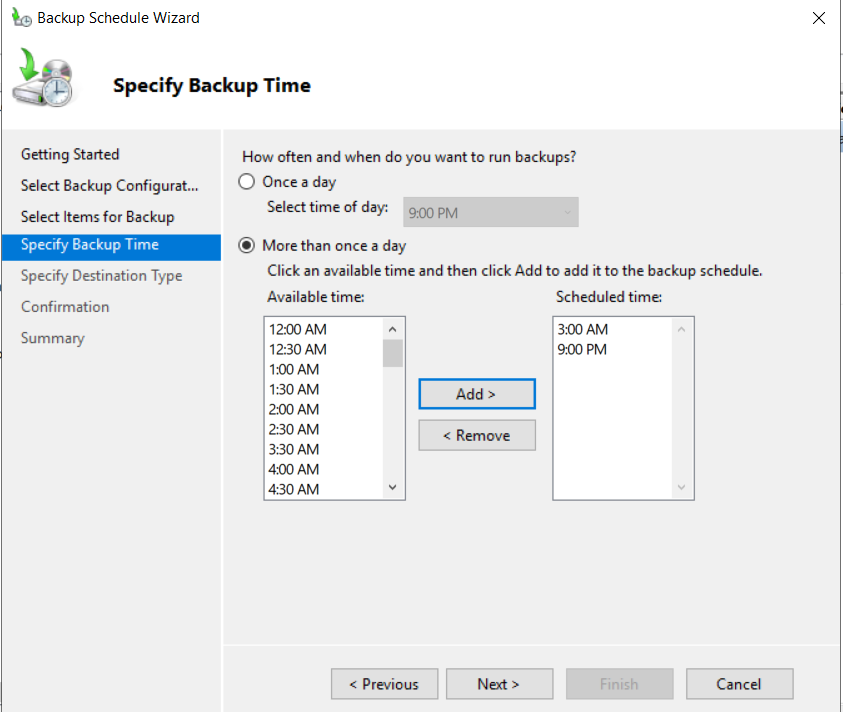 Backup Schedule Wizard
Specify Backup Time
Getting Started
Select Backup Configurat...
Select Items for Backup
Specify Backup Time
Specify Destination Type
Confirmation
Summary
How often and when do you want to run backups?
Once a day
Select time of day:
9:00 PM
More than once a day
Click an available time and then click Add to add it to the backup schedule.
Available time:
12:00 AM
12:30 AM
1:00 AM
1:30 AM
2:00 AM
2:30 AM
3:30 AM
4:00 AM
4:30 AM
Add >
< Remove
Scheduled time:
3:00 AM
9:00 PM
< Previous
Next >
Finish
Cancel